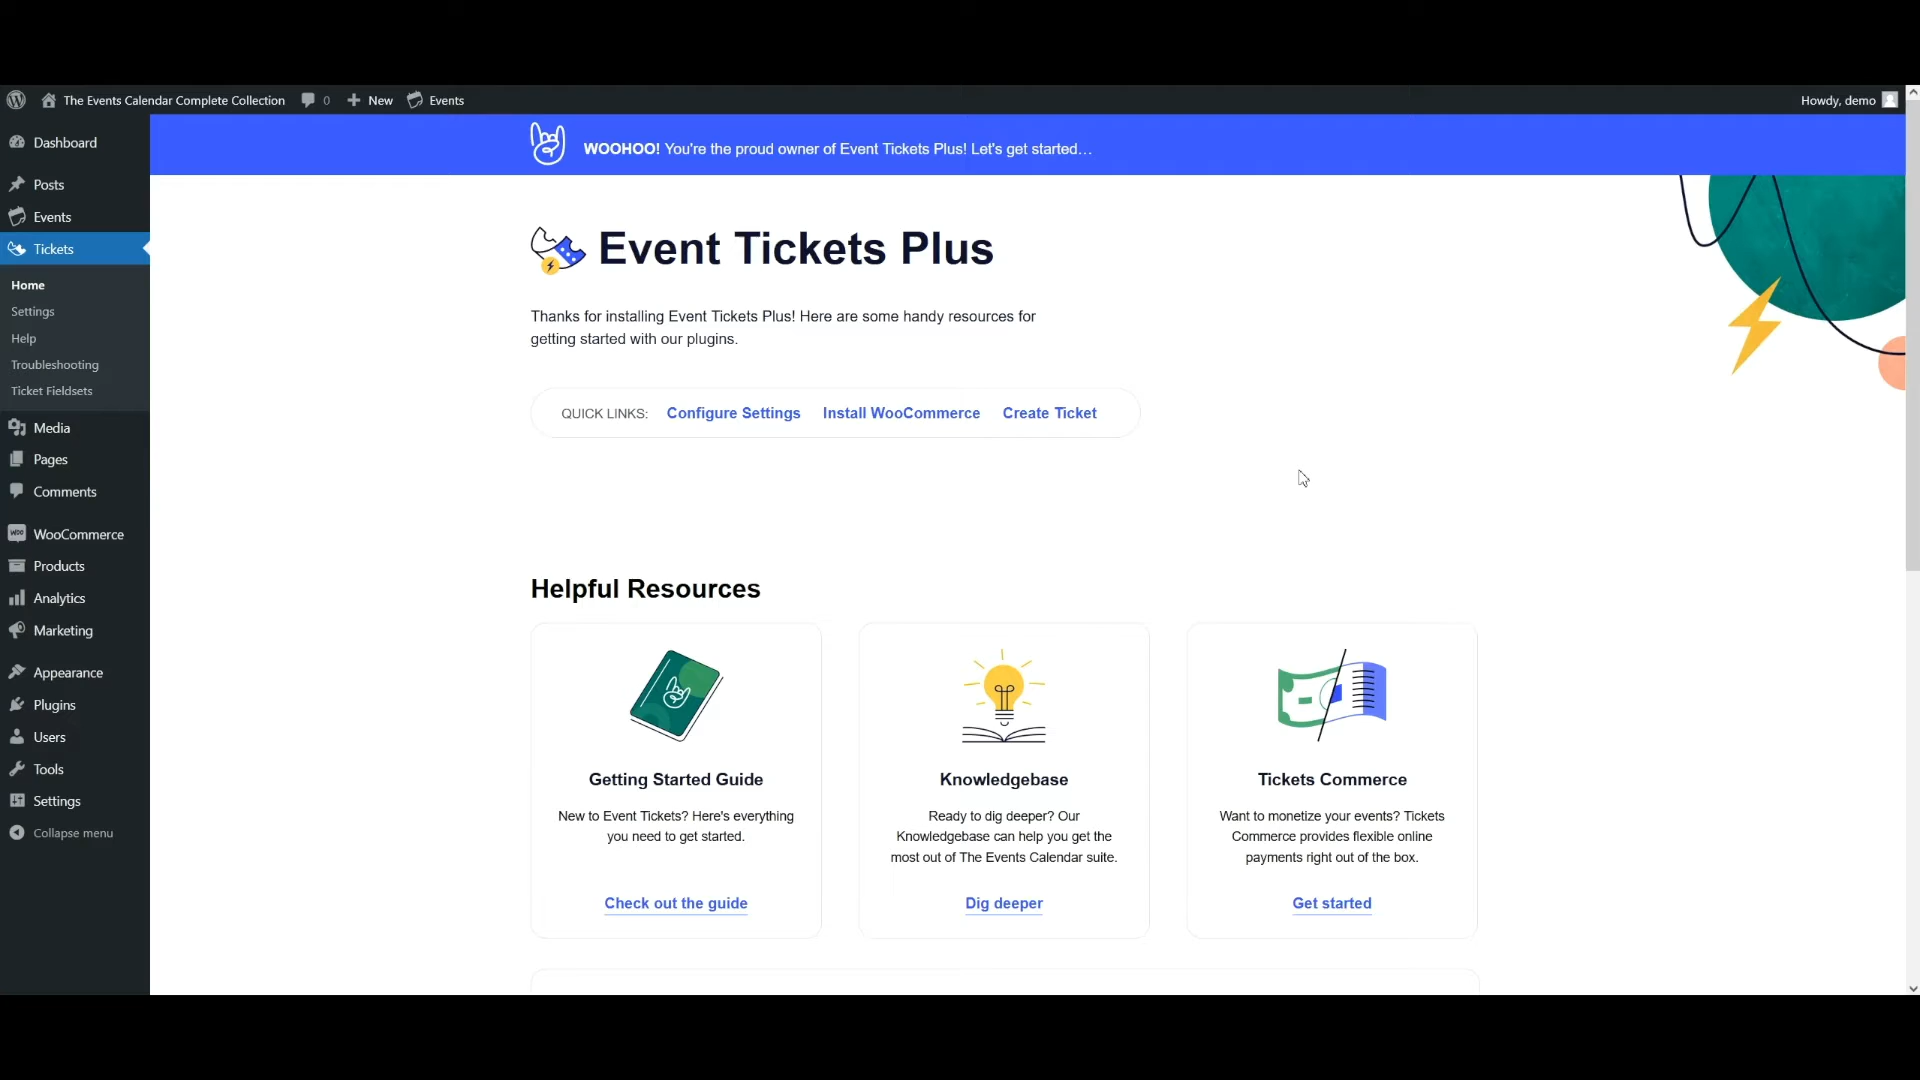 The Events Calendar Complete Collection 0 New Events Howdy, demo
Dashboard
Posts
Events
Tickets
Home
Settings
Help
Troubleshooting
Ticket Fieldsets
Media
Pages
Comments
WooCommerce
Products
Analytics
Marketing
Appearance
Plugins
Users
Tools
Settings
Collapse menu
WOOHOO! You're the proud owner of Event Tickets Plus! Let's get started…
Event Tickets Plus
Thanks for installing Event Tickets Plus! Here are some handy resources for
getting started with our plugins.
QUICK LINKS: Configure Settings Install WooCommerce Create Ticket
Helpful Resources
Getting Started Guide
New to Event Tickets? Here's everything
you need to get started.
Check out the guide
Knowledgebase
Ready to dig deeper? Our
Knowledgebase can help you get the
most out of The Events Calendar suite.
Dig deeper
Tickets Commerce
Want to monetize your events? Tickets
Commerce provides flexible online
payments right out of the box.
Get started